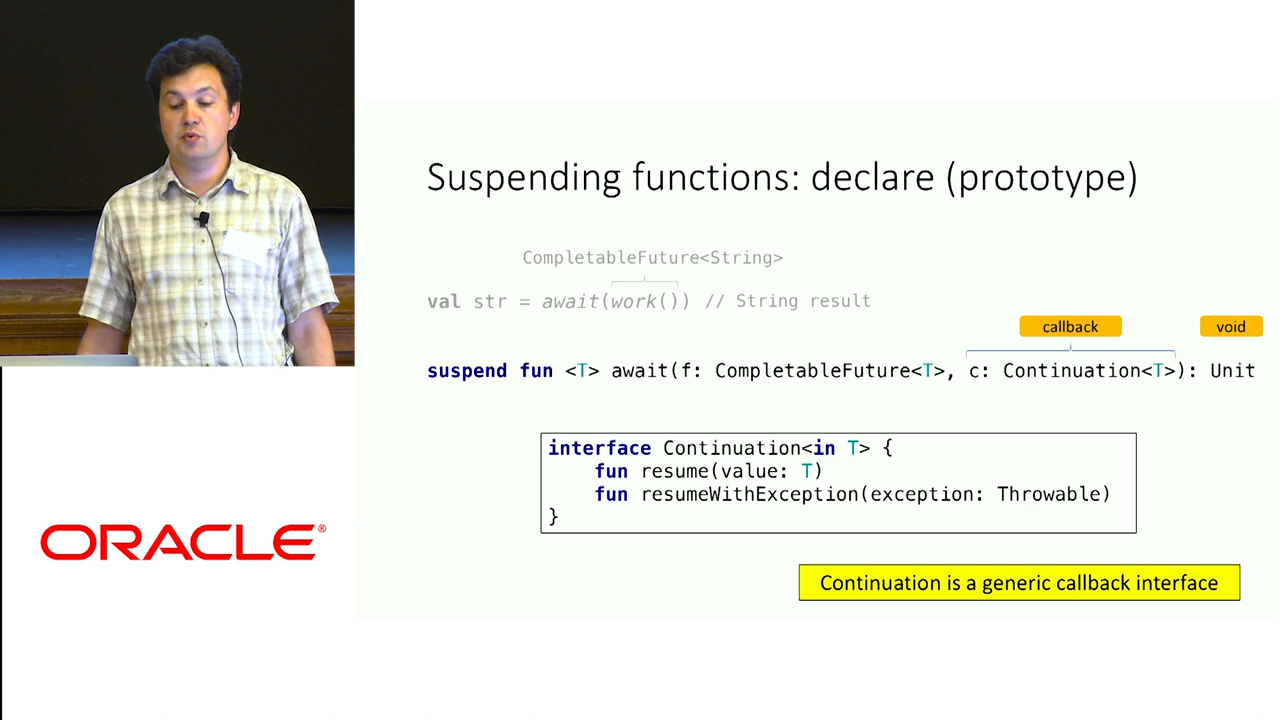 Suspending functions: declare (prototype)
CompletableFuture<String>
val str = await(work()) // String result
callback
void
suspend fun <T> await(f: CompletableFuture<T>, c: Continuation<T>): Unit
interface Continuation<in T> {
fun resume(value: T)
fun resumeWithException(exception: Throwable)
}
Continuation is a generic callback interface
ORACLE®